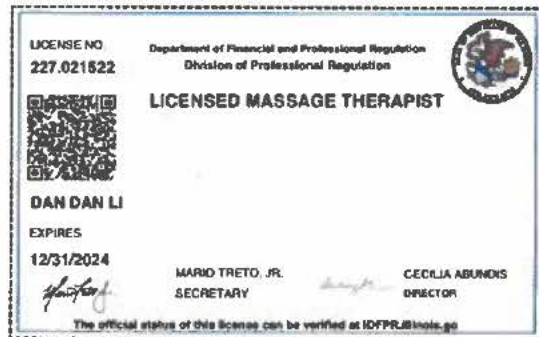 LICENSE NO.
227.021522
Department of Financial and Professional Regulation
Division of Professional Regulation
LICENSED MASSAGE THERAPIST
DAN DAN LI
EXPIRES
12/31/2024
MARIO TRETO, JR.
SECRETARY
CECILIA ABUNDIS
DIRECTOR
The official status of this license can be verified at IDFPR.illinois.go